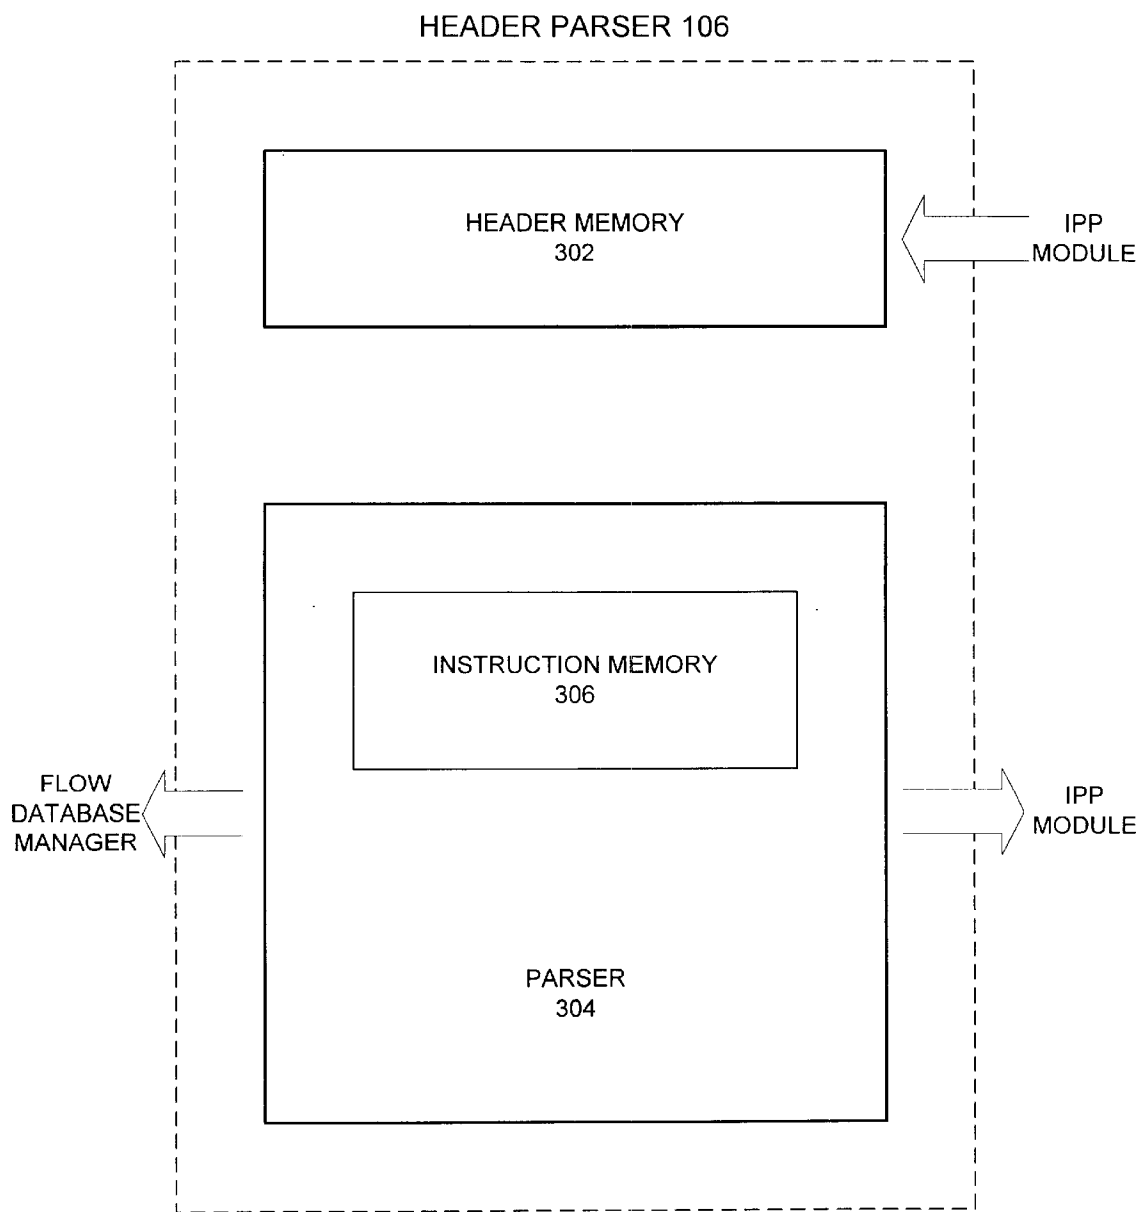 HEADER PARSER 106
HEADER MEMORY
302
IPP
MODULE
INSTRUCTION MEMORY
306
FLOW
DATABASE
MANAGER
IPP
MODULE
PARSER
304